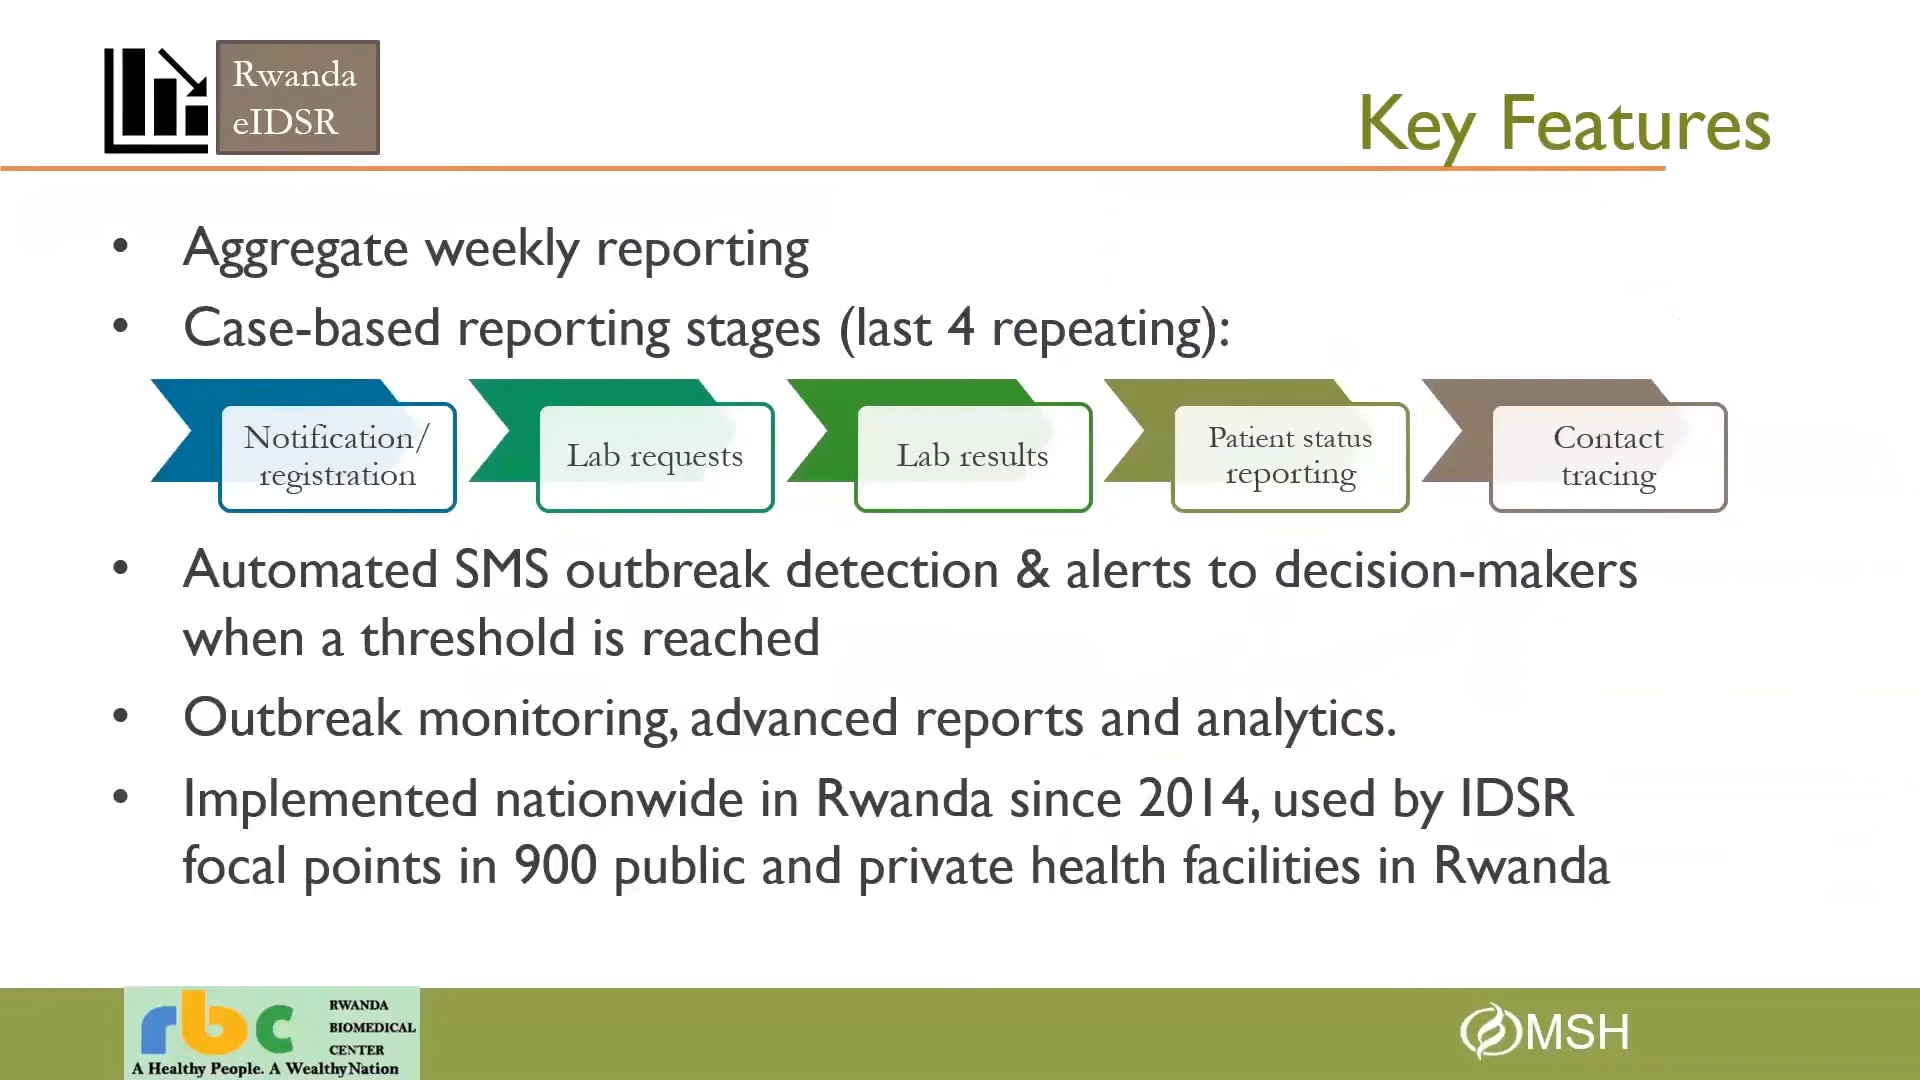 Rwanda
eIDSR
Key Features
• Aggregate weekly reporting
• Case-based reporting stages (last 4 repeating):
Notification/
registration
Lab requests
Lab results
Patient status
reporting
Contact
tracing
• Automated SMS outbreak detection & alerts to decision-makers
when a threshold is reached
• Outbreak monitoring, advanced reports and analytics.
• Implemented nationwide in Rwanda since 2014, used by IDSR
focal points in 900 public and private health facilities in Rwanda
rbc
RWANDA
BIOMEDICAL
CENTER
A Healthy People. A Wealthy Nation
MSH